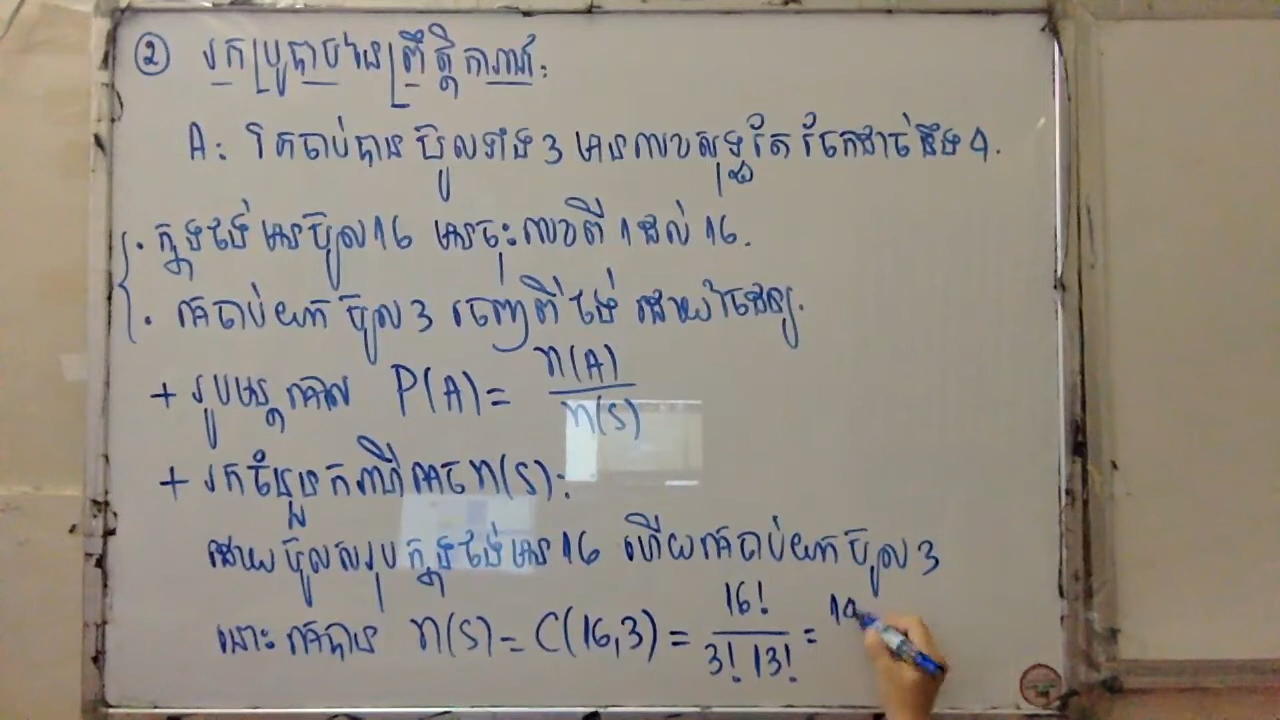 ② រកប្រូបាបនៃព្រឹត្តិការណ៍:
A: គេចាប់បានប៊ូលទាំង 3 មានលេខសុទ្ធតែចែកដាច់នឹង 4.
. ក្នុងថង់មានប៊ូល 16 មានចុះលេខពី 1 ដល់ 16.
. គេចាប់យកប៊ូល 3 ចេញពីថង់ដោយចៃដន្យ.
+ រូបមន្តគោល P(A) = n(A)/n(S)
+ រកចំនួនករណីអាច n(S):
ដោយប៊ូលសរុបក្នុងថង់មាន 16 ហើយគេចាប់យកប៊ូល 3
នោះគេបាន n(S) = C(16,3) = 16!/3! 13! =